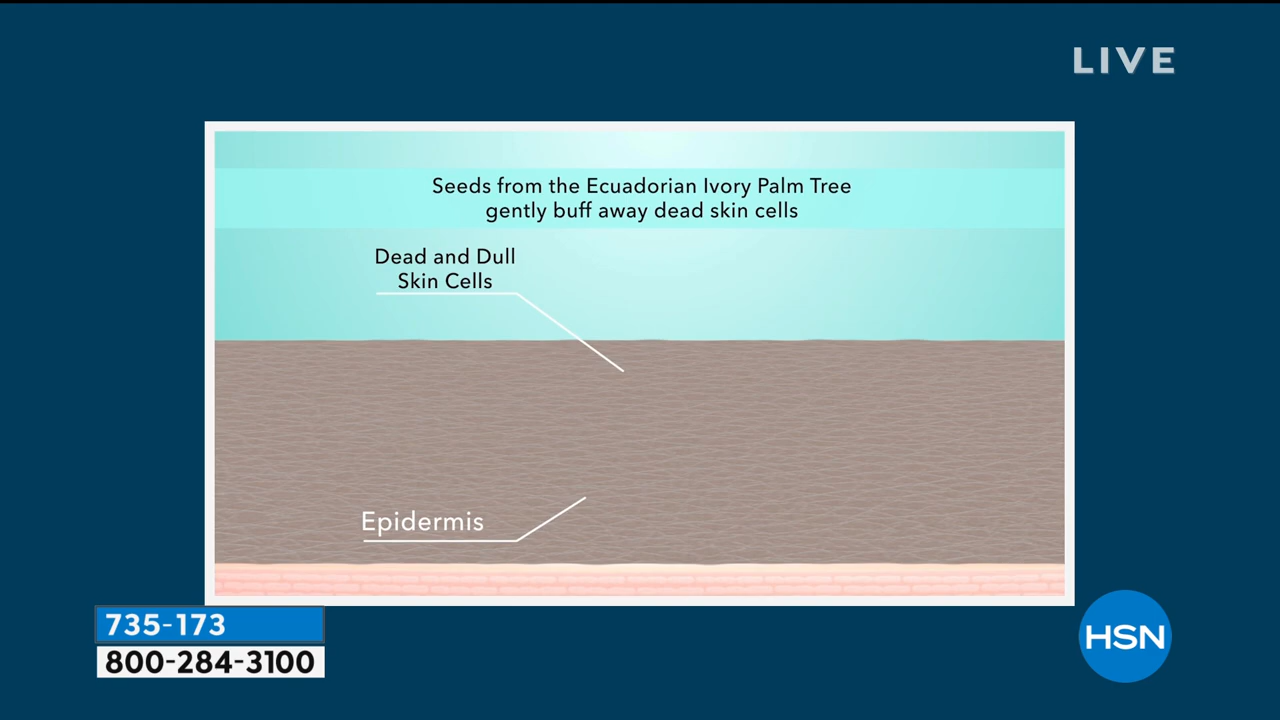 LIVE
Seeds from the Ecuadorian Ivory Palm Tree
gently buff away dead skin cells
Dead and Dull
Skin Cells
Epidermis
735-173
800-284-3100
HSN